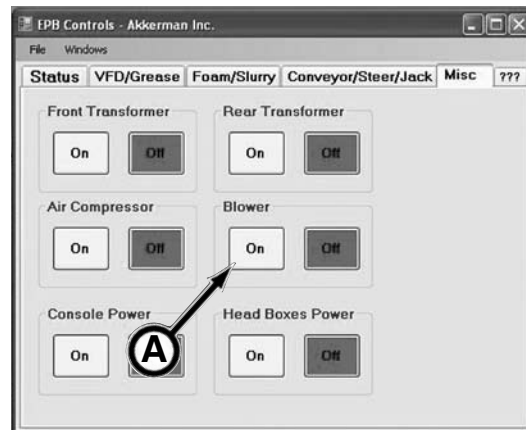 EPB Controls - Akkerman Inc.
File Windows
Status VFD/Grease Foam/Slurry Conveyor/Steer/Jack Misc ???
Front Transformer Rear Transformer
On Off On Off
Air Compressor Blower
On Off On Off
Console Power Head Boxes Power
On A On Off